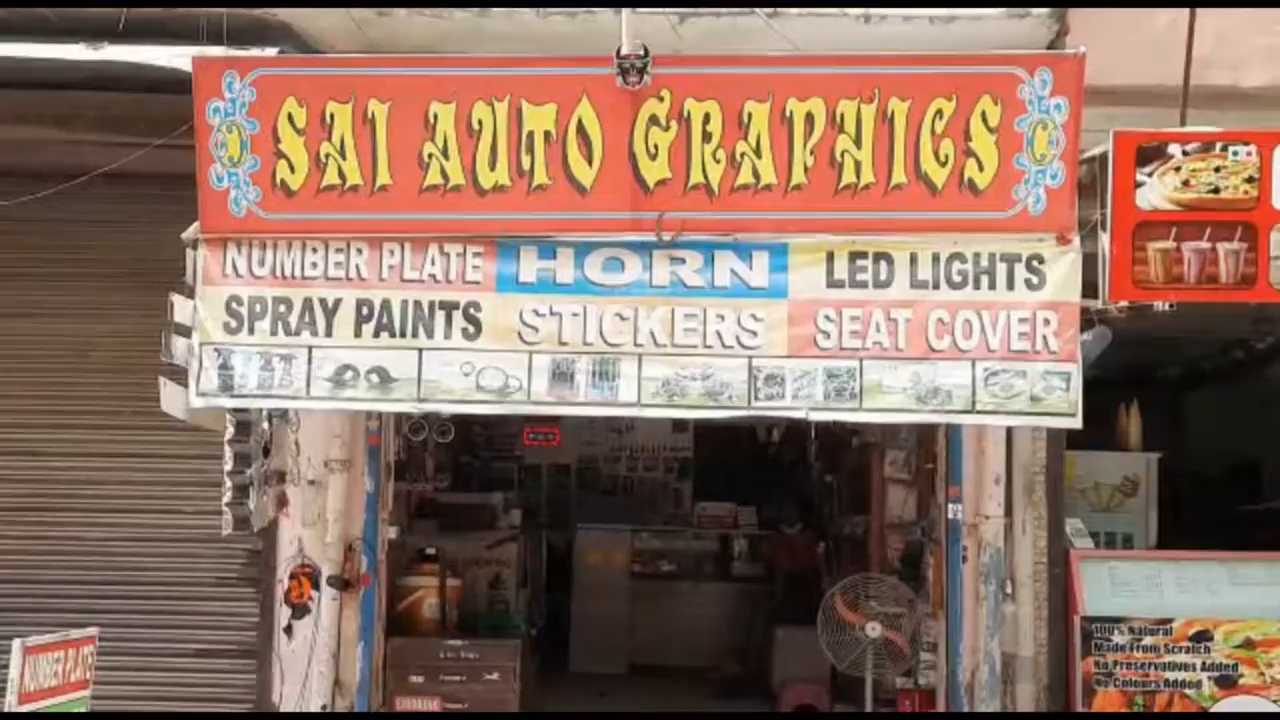 SAI AUTO GRAPHICS
NUMBER PLATE HORN LED LIGHTS
SPRAY PAINTS STICKERS SEAT COVER
NUMBER PLATE
100% Natural
Made From Scratch
No Preservatives Added
No Colours Added